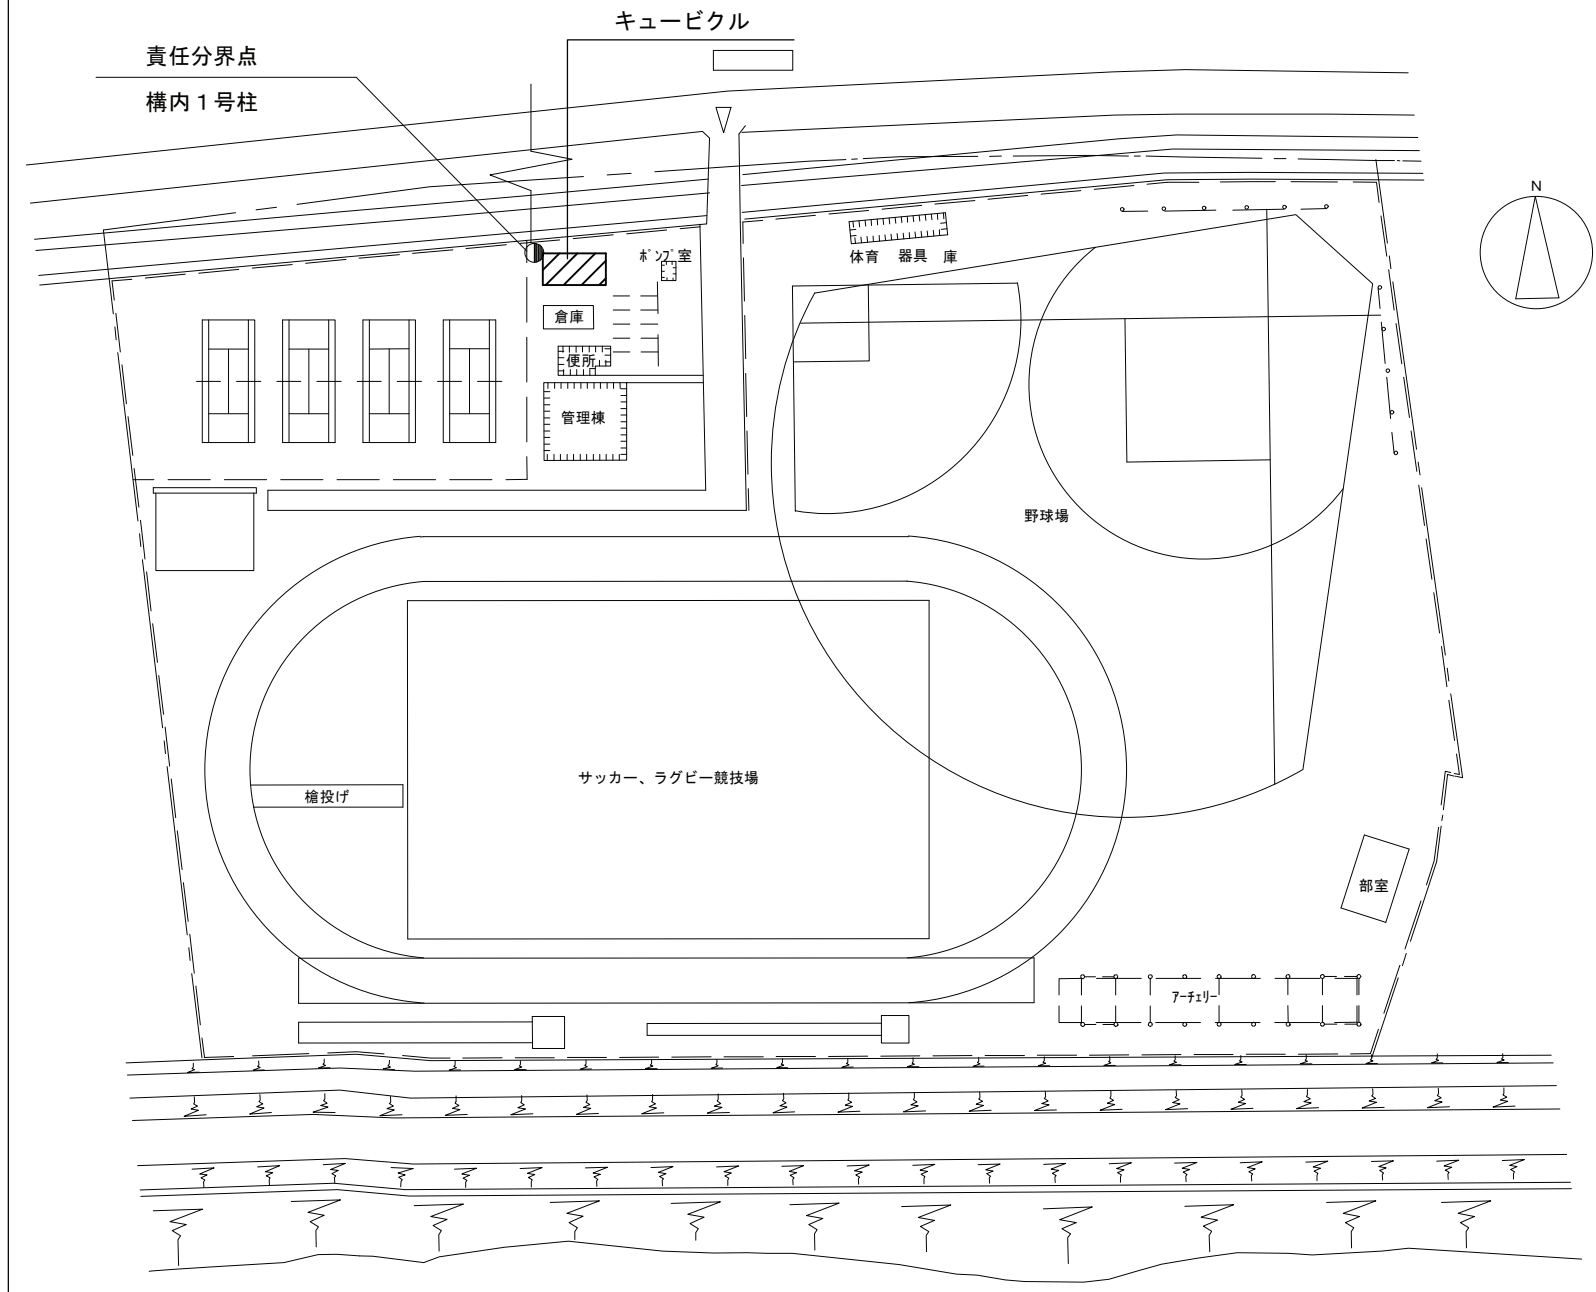 キュービクル
責任分界点
構内1号柱
N
ポンプ室
体育 器具 庫
倉庫
便所
管理棟
野球場
サッカー、ラグビー競技場
槍投げ
部室
アーチェリー